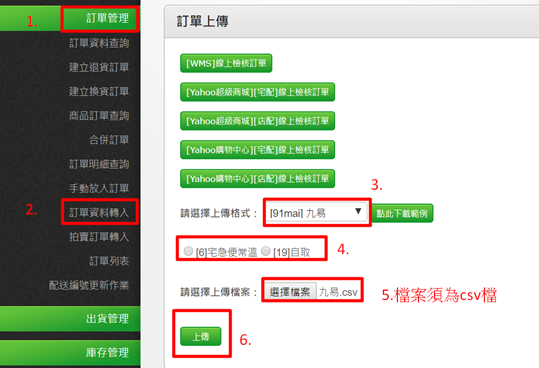 1.
訂單管理
訂單資料查詢
建立退貨訂單
建立換貨訂單
商品訂單查詢
合併訂單
訂單明細查詢
手動放入訂單
2.
訂單資料轉入
拍賣訂單轉入
訂單列表
配送編號更新作業
出貨管理
庫存管理
訂單上傳
[WMS]線上檢核訂單
[Yahoo超級商城][宅配]線上檢核訂單
[Yahoo超級商城][店配]線上檢核訂單
[Yahoo購物中心][宅配]線上檢核訂單
[Yahoo購物中心][店配]線上檢核訂單
3.
請選擇上傳格式： [91mai] 九易 ▼ 點此下載範例
[6]宅急便常溫 [19]自取 4.
請選擇上傳檔案： 選擇檔案 九易.csv 5.檔案須為csv檔
上傳 6.